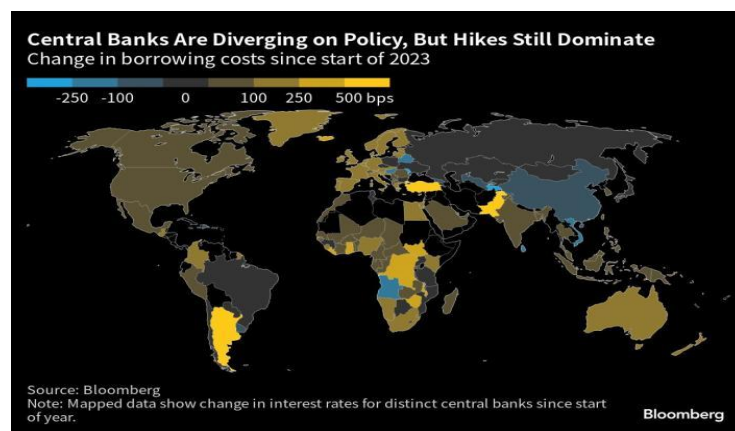 Central Banks Are Diverging on Policy, But Hikes Still Dominate
Change in borrowing costs since start of 2023
-250 -100 0 100 250 500 bps
Source: Bloomberg
Note: Mapped data show change in interest rates for distinct central banks since start
of year.
Bloomberg